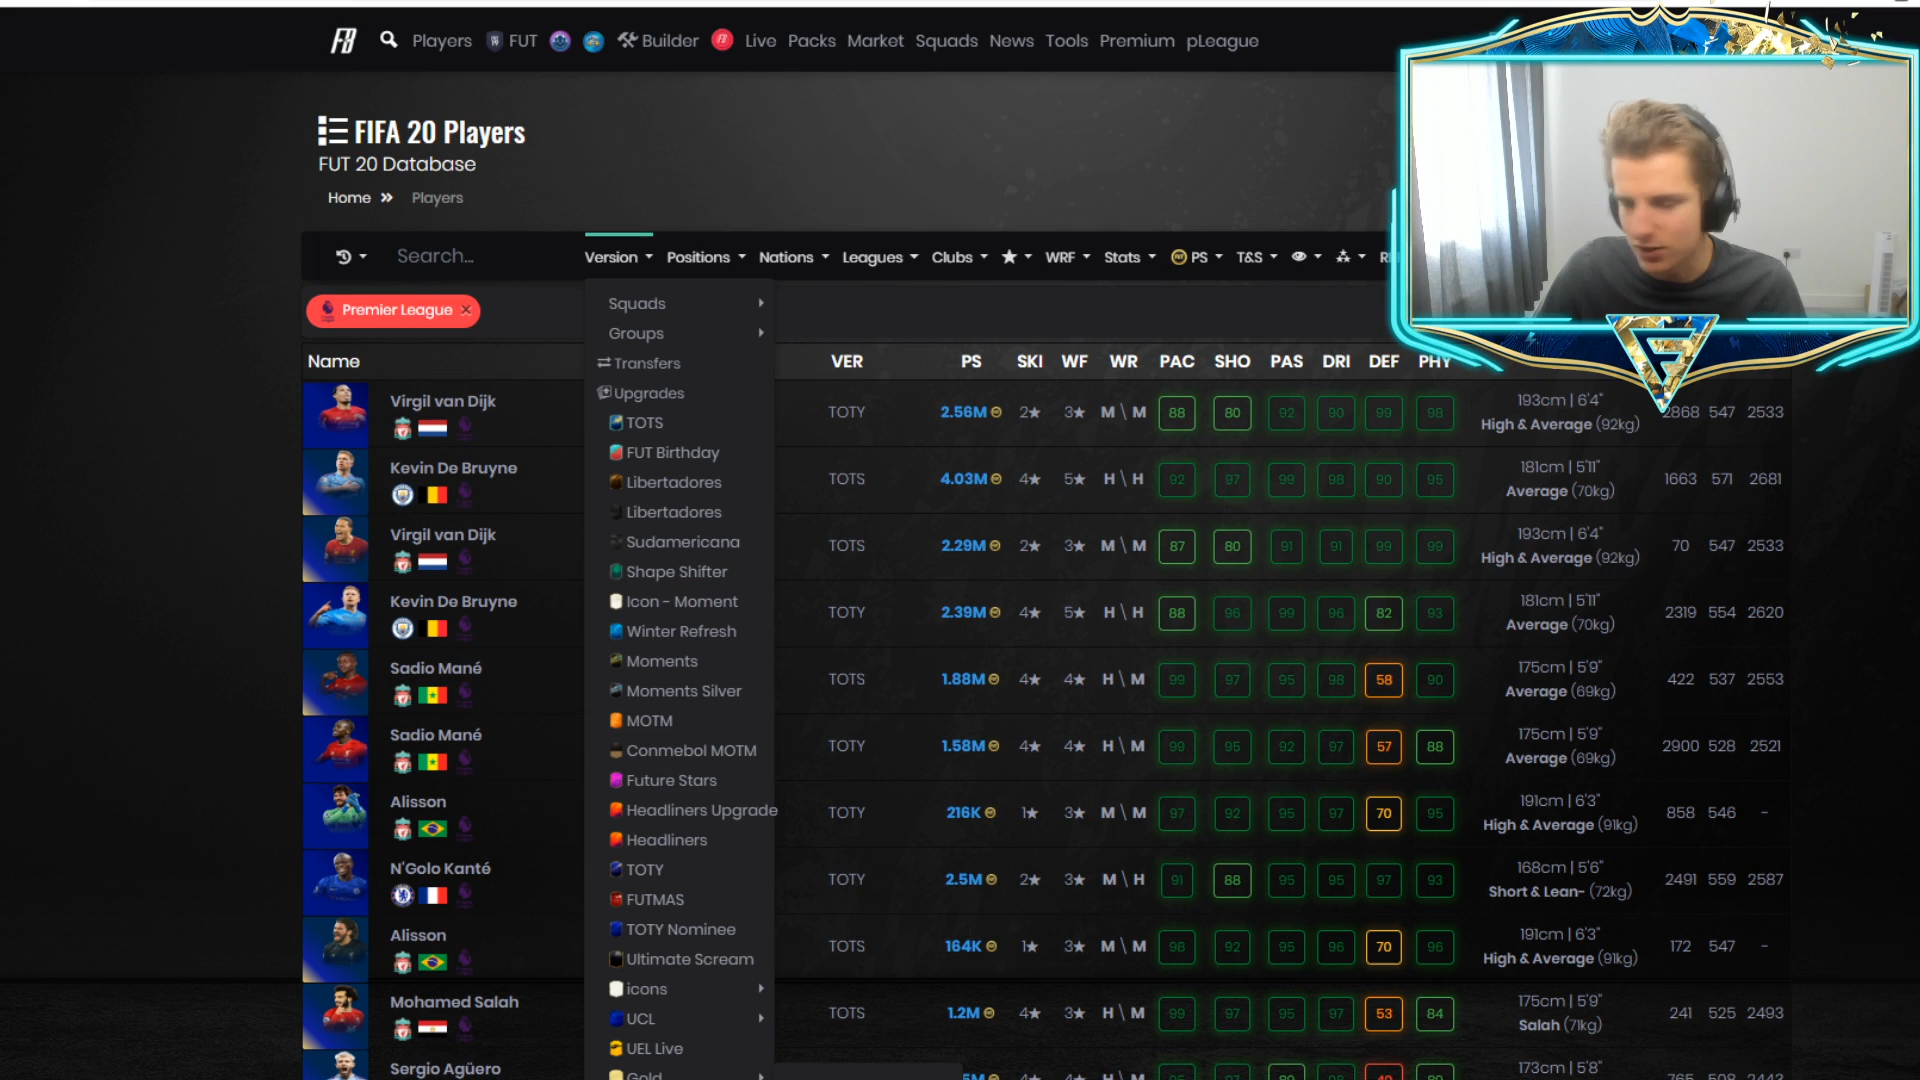 Players FUT Builder Live Packs Market Squads News Tools Premium pLeague
FIFA 20 Players
FUT 20 Database
Home » Players
Search... Version Positions Nations Leagues Clubs WRF Stats PS T&S
Premier League ×
Squads
Groups
Transfers
Upgrades
TOTS
FUT Birthday
Libertadores
Libertadores
Sudamericana
Shape Shifter
Icon - Moment
Winter Refresh
Moments
Moments Silver
MOTM
Conmebol MOTM
Future Stars
Headliners Upgrade
Headliners
TOTY
FUTMAS
TOTY Nominee
Ultimate Scream
icons
UCL
UEL Live
Gold
Name VER PS SKI WF WR PAC SHO PAS DRI DEF PHY
Virgil van Dijk TOTY 2.56M 2★ 3★ M \ M 88 80 92 90 99 98 193cm | 6'4" High & Average (92kg) 2868 547 2533
Kevin De Bruyne TOTS 4.03M 4★ 5★ H \ H 92 97 99 98 90 95 181cm | 5'11" Average (70kg) 1663 571 2681
Virgil van Dijk TOTS 2.29M 2★ 3★ M \ M 87 80 91 91 99 99 193cm | 6'4" High & Average (92kg) 70 547 2533
Kevin De Bruyne TOTY 2.39M 4★ 5★ H \ H 88 96 99 96 82 93 181cm | 5'11" Average (70kg) 2319 554 2620
Sadio Mané TOTS 1.88M 4★ 4★ H \ M 99 97 95 98 58 90 175cm | 5'9" Average (69kg) 422 537 2553
Sadio Mané TOTY 1.58M 4★ 4★ H \ M 99 95 92 97 57 88 175cm | 5'9" Average (69kg) 2900 528 2521
Alisson TOTY 216K 1★ 3★ M \ M 97 92 95 97 70 95 191cm | 6'3" High & Average (91kg) 858 546 -
N'Golo Kanté TOTY 2.5M 2★ 3★ M \ H 91 88 95 95 97 93 168cm | 5'6" Short & Lean- (72kg) 2491 559 2587
Alisson TOTS 164K 1★ 3★ M \ M 98 92 95 96 70 96 191cm | 6'3" High & Average (91kg) 172 547 -
Mohamed Salah TOTS 1.2M 4★ 3★ H \ M 99 97 95 97 53 84 175cm | 5'9" Salah (71kg) 241 525 2493
Sergio Agüero 173cm | 5'8"